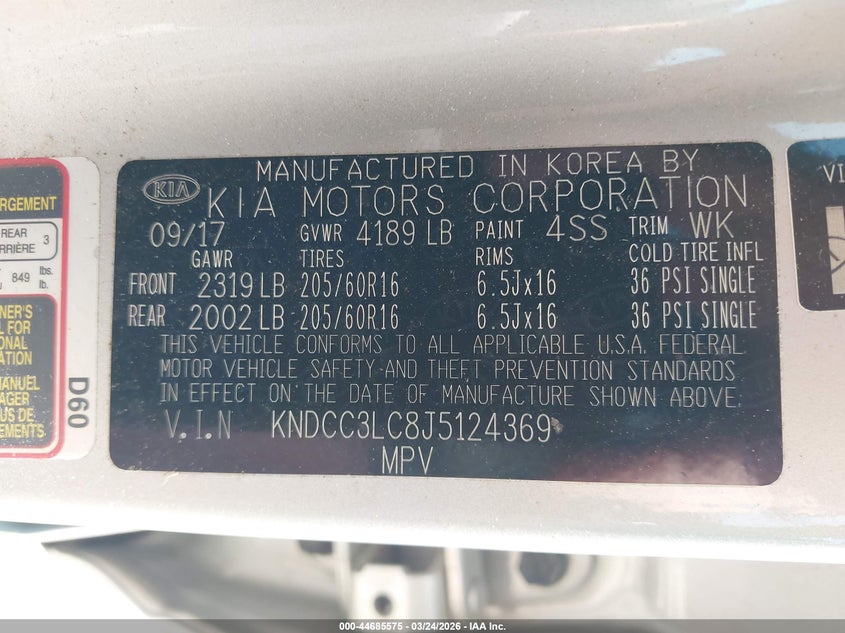 MANUFACTURED IN KOREA BY
KIA KIA MOTORS CORPORATION
09/17 GVWR 4189 LB PAINT 4SS TRIM WK
GAWR TIRES RIMS COLD TIRE INFL
FRONT 2319 LB 205/60R16 6.5Jx16 36 PSI SINGLE
REAR 2002 LB 205/60R16 6.5Jx16 36 PSI SINGLE
THIS VEHICLE CONFORMS TO ALL APPLICABLE U.S.A. FEDERAL
MOTOR VEHICLE SAFETY AND THEFT PREVENTION STANDARDS
IN EFFECT ON THE DATE OF MANUFACTURE SHOWN ABOVE.
V.I.N KNDCC3LC8J5124369
MPV
REAR 3
849 lbs.
lb.
D60
VI
000-44685575 - 03/24/2026 - IAA Inc.